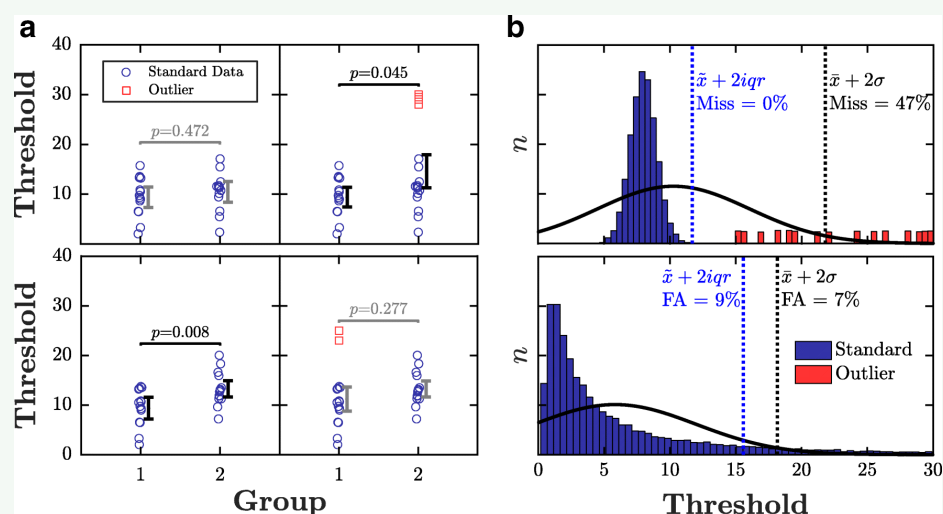 a
b
40
30
20
10
Threshold
Standard Data
Outlier
p=0.472
p=0.045
40
30
20
10
0
Threshold
p=0.008
p=0.277
1
2
1
2
Group
n
x̃ + 2iqr
Miss = 0%
x̄ + 2σ
Miss = 47%
n
x̃ + 2iqr
FA = 9%
x̄ + 2σ
FA = 7%
Standard
Outlier
0 5 10 15 20 25 30
Threshold